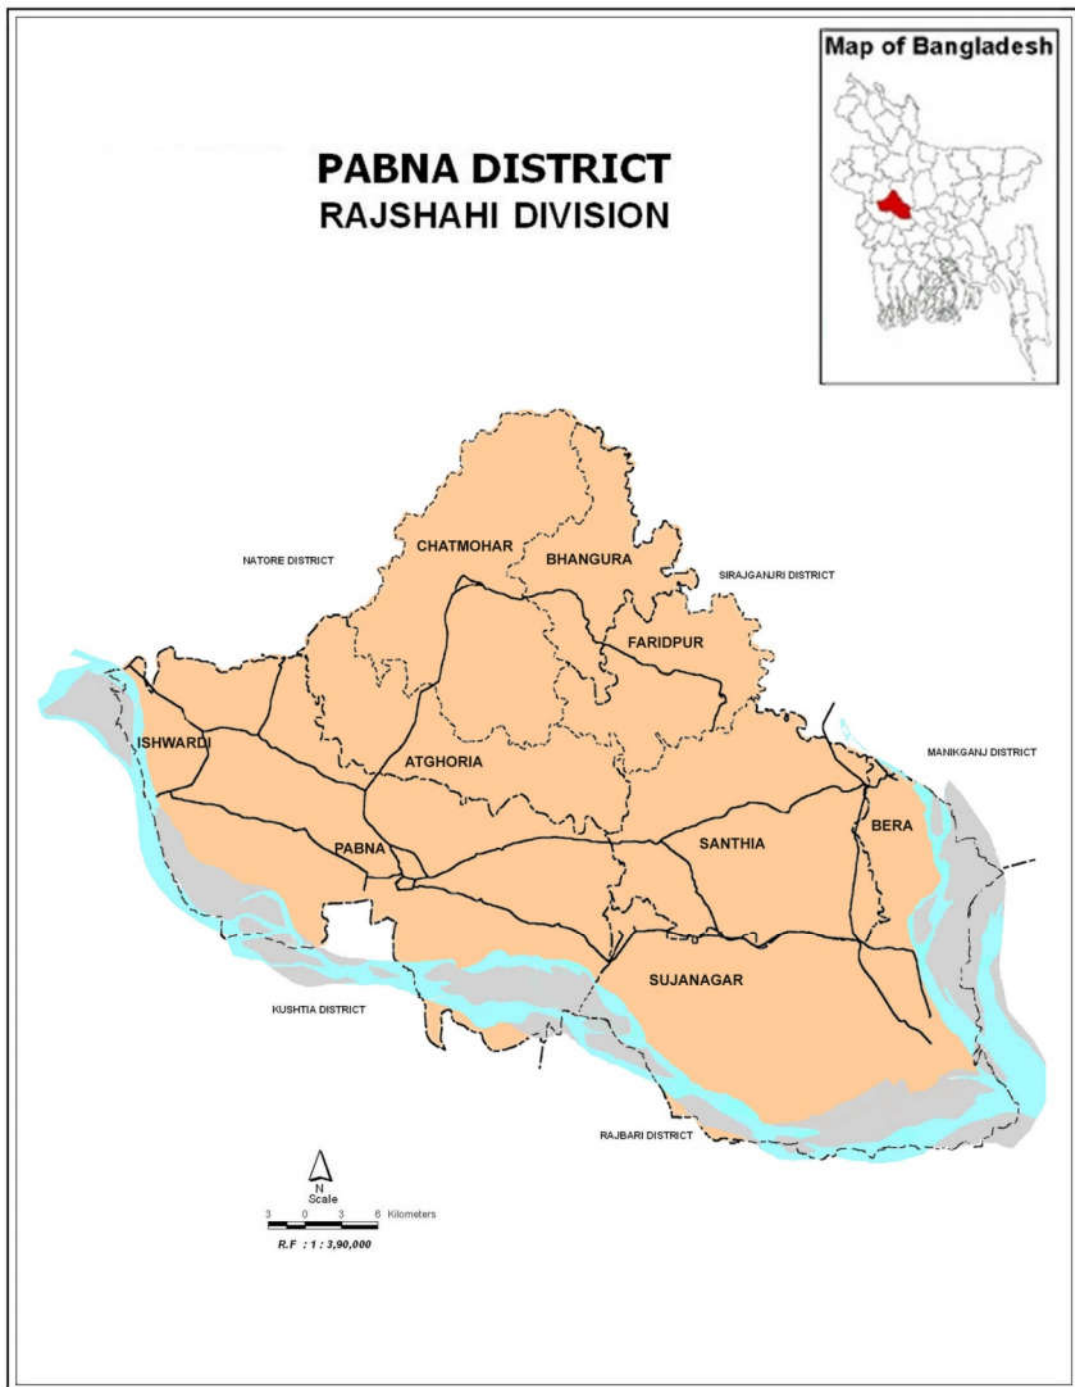 Map of Bangladesh
PABNA DISTRICT
RAJSHAHI DIVISION
CHATMOHAR
BHANGURA
NATORE DISTRICT
SIRAJGANJRI DISTRICT
FARIDPUR
ISHWARDI
MANIKGANJ DISTRICT
ATGHORIA
BERA
PABNA
SANTHIA
SUJANAGAR
KUSHTIA DISTRICT
RAJBARI DISTRICT
N
Scale
3 0 3 6 Kilometers
R.F : 1 : 3,90,000